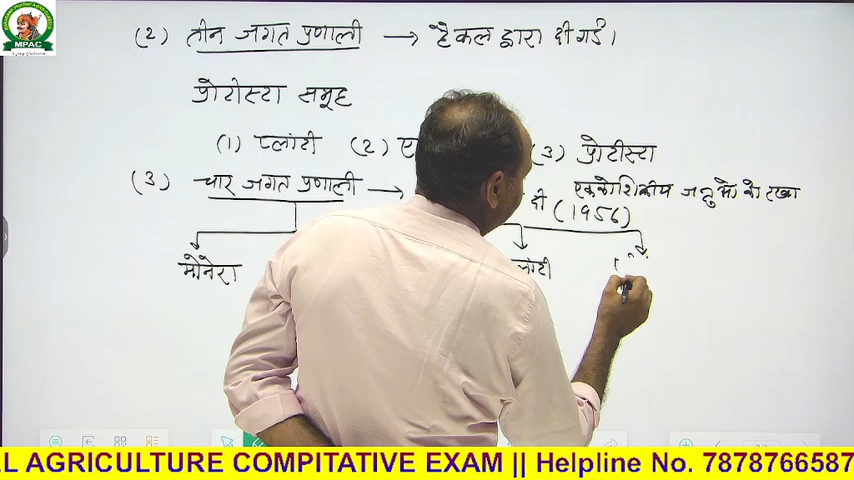 (2) तीन जगत प्रणाली → हैकल द्वारा दी गई।
प्रोटीस्टा समूह
(1) प्लांटी (2) (3) प्रोटीस्टा
एककोशिकीय जन्तुओ को रखा
(3) चार जगत प्रणाली → दी (1956)
मोनेरा
MPAC
AGRICULTURE COMPITATIVE EXAM || Helpline No. 7878766587